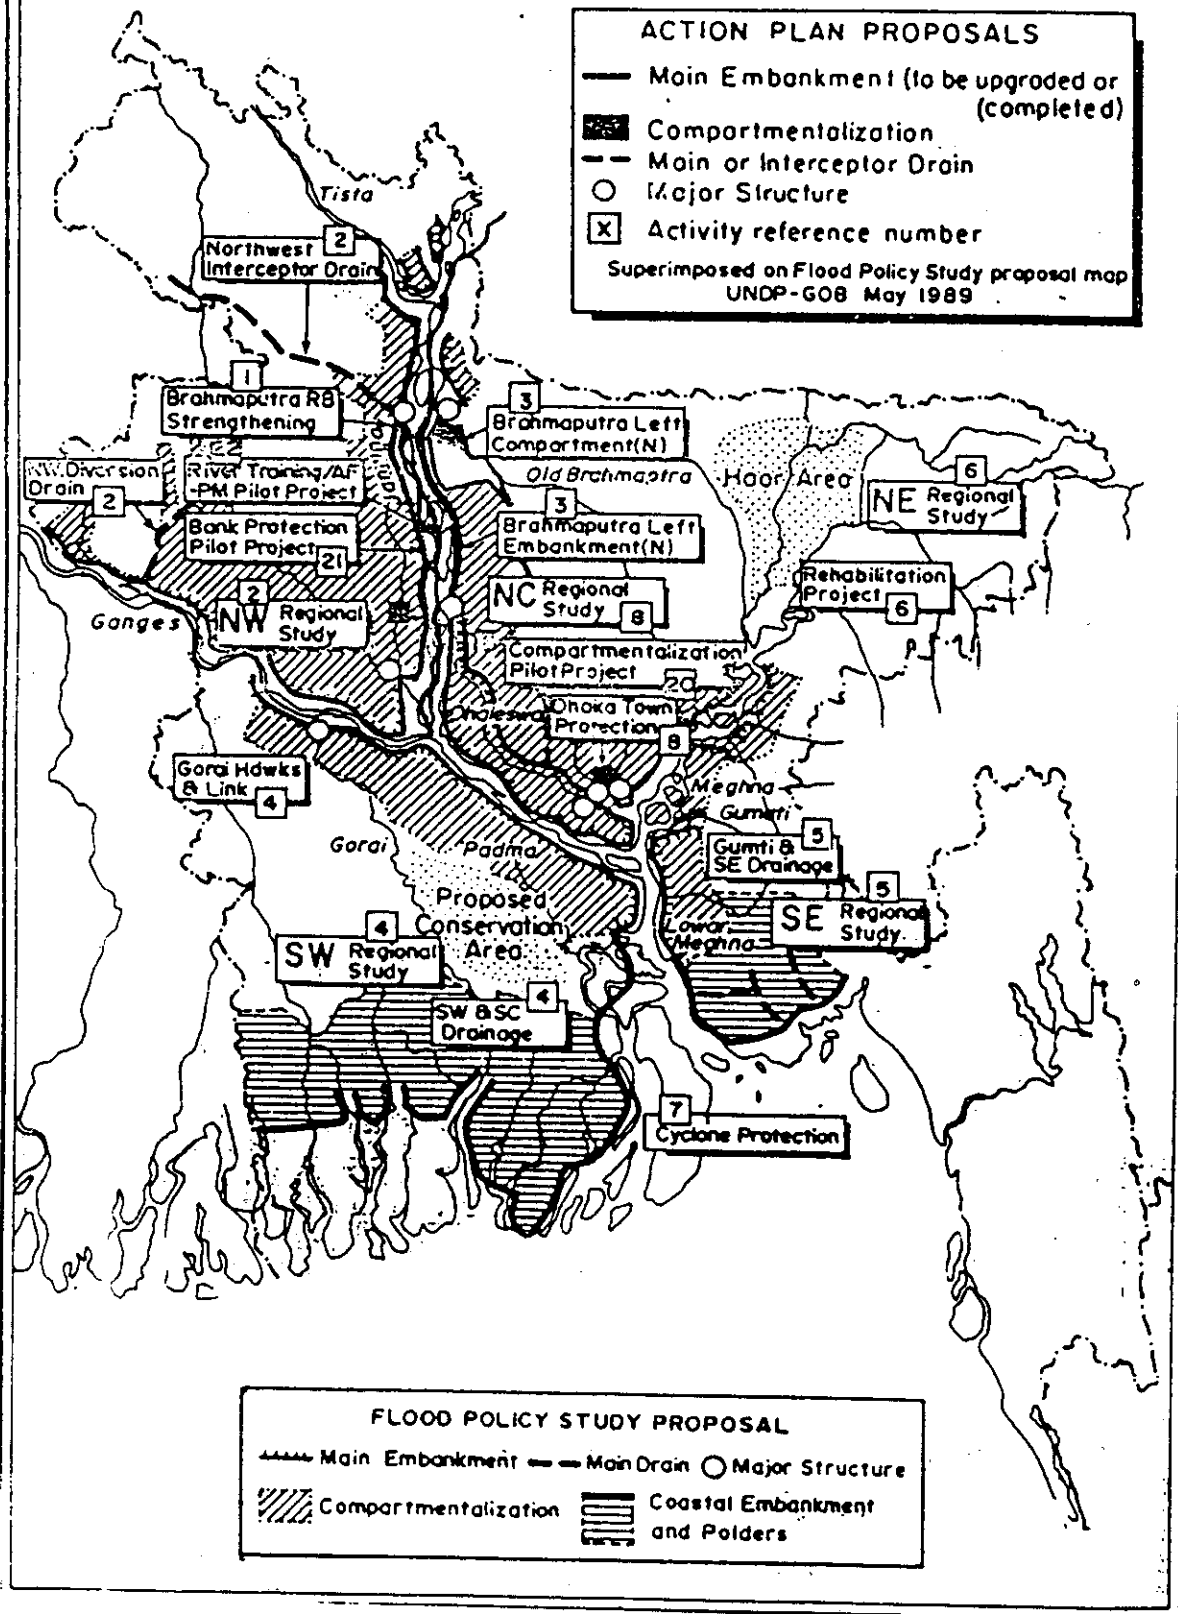 ACTION PLAN PROPOSALS
Main Embankment (to be upgraded or
(completed)
Compartmentalization
Main or Interceptor Drain
Major Structure
X Activity reference number
Superimposed on Flood Policy Study proposal map
UNDP-GOB May 1989
Tista
2
Northwest
Interceptor Drain
1
Brahmaputra RB
Strengthening
3
Brahmaputra Left
Compartment(N)
Old Brahmaptra
Haor Area
6
NE Regional
Study
NW Diversion
Drain
2
River Training/AF
-PM Pilot Project
Jamuna
Bank Protection
Pilot Project
21
3
Brahmaputra Left
Embankment(N)
NC Regional
Study
8
Rehabilitation
Project
6
Ganges
2
NW Regional
Study
Compartmentalization
Pilot Project
20
Dhaleswari
Dhaka Town
Protection
8
Gorai Hdwks
& Link
4
Meghna
Gumti
Gorai
Padma
5
Gumti &
SE Drainage
Proposed
Conservation
Area
5
SE Regional
Study
Lower
Meghna
4
SW Regional
Study
4
SW & SC
Drainage
7
Cyclone Protection
FLOOD POLICY STUDY PROPOSAL
Main Embankment
Main Drain
Major Structure
Compartmentalization
Coastal Embankment
and Polders